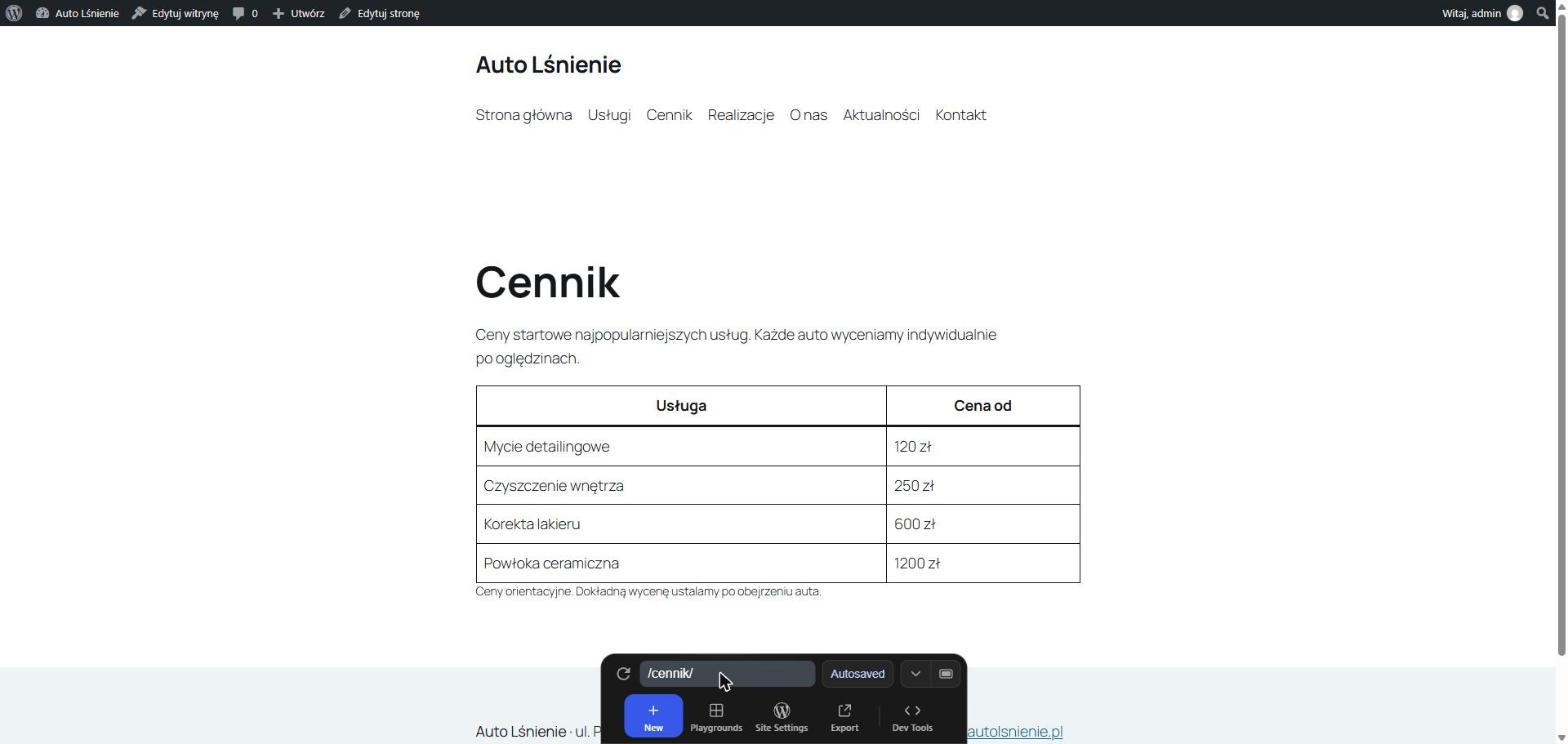 Auto Lśnienie Edytuj witrynę 0 Utwórz Edytuj stronę Witaj, admin
Auto Lśnienie
Strona główna Usługi Cennik Realizacje O nas Aktualności Kontakt
Cennik
Ceny startowe najpopularniejszych usług. Każde auto wyceniamy indywidualnie
po oględzinach.
Usługa Cena od
Mycie detailingowe 120 zł
Czyszczenie wnętrza 250 zł
Korekta lakieru 600 zł
Powłoka ceramiczna 1200 zł
Ceny orientacyjne. Dokładną wycenę ustalamy po obejrzeniu auta.
/cennik/ Autosaved
New Playgrounds Site Settings Export Dev Tools
Auto Lśnienie · ul. autolsnienie.pl